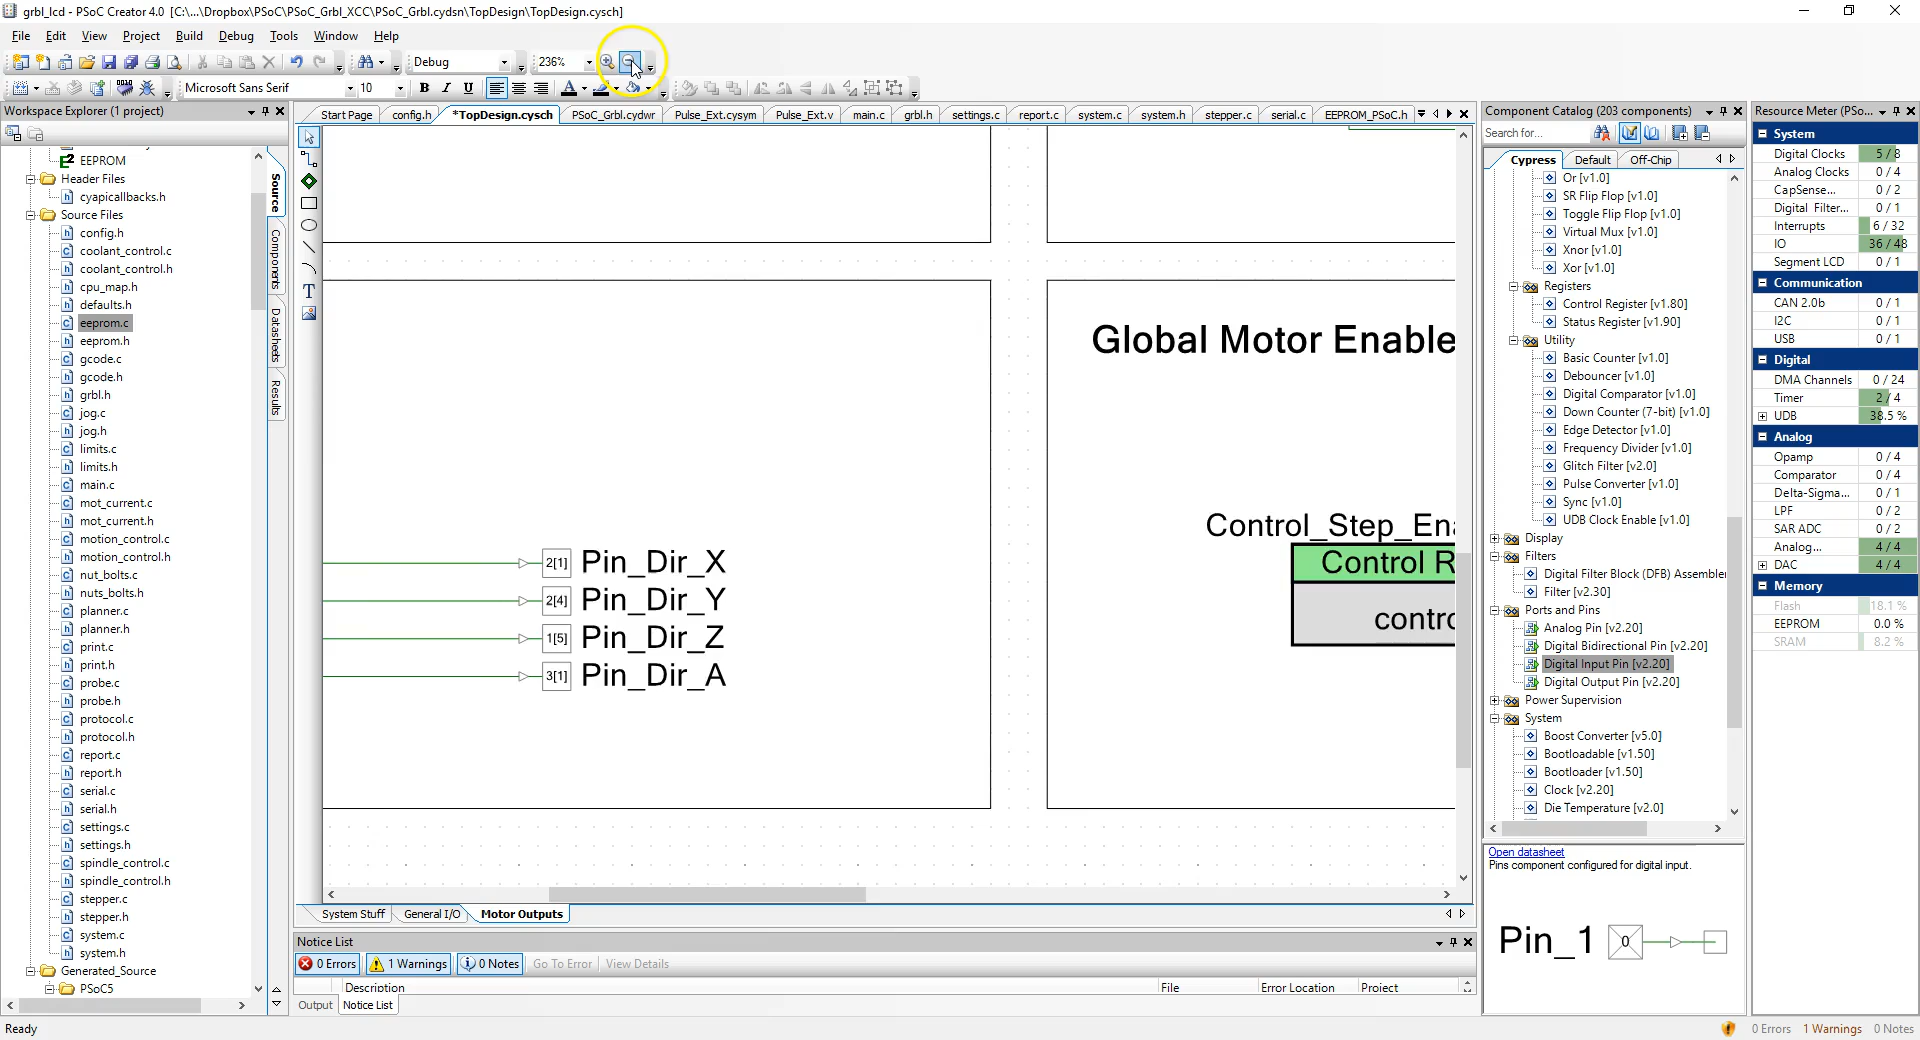 grbl_lcd - PSoC Creator 4.0 [C:\...\Dropbox\PSoC\PSoC_Grbl_XCC\PSoC_Grbl.cydsn\TopDesign\TopDesign.cysch]
File Edit View Project Build Debug Tools Window Help
Debug 236%
Microsoft Sans Serif 10 B I U A
Workspace Explorer (1 project)
EEPROM
Header Files
cyapicallbacks.h
Source Files
config.h
coolant_control.c
coolant_control.h
cpu_map.h
defaults.h
eeprom.c
eeprom.h
gcode.c
gcode.h
grbl.h
jog.c
jog.h
limits.c
limits.h
main.c
mot_current.c
mot_current.h
motion_control.c
motion_control.h
nut_bolts.c
nuts_bolts.h
planner.c
planner.h
print.c
print.h
probe.c
probe.h
protocol.c
protocol.h
report.c
report.h
serial.c
serial.h
settings.c
settings.h
spindle_control.c
spindle_control.h
stepper.c
stepper.h
system.c
system.h
Generated_Source
PSoC5
Source
Components
Datasheets
Results
Start Page config.h *TopDesign.cysch PSoC_Grbl.cydwr Pulse_Ext.cysym Pulse_Ext.v main.c grbl.h settings.c report.c system.c system.h stepper.c serial.c EEPROM_PSoC.h
T
Global Motor Enable
Control_Step_Ena
Control R
contro
2[1] Pin_Dir_X
2[4] Pin_Dir_Y
1[5] Pin_Dir_Z
3[1] Pin_Dir_A
System Stuff General I/O Motor Outputs
Notice List
0 Errors 1 Warnings 0 Notes Go To Error View Details
Description File Error Location Project
Output Notice List
Component Catalog (203 components)
Search for...
Cypress Default Off-Chip
Or [v1.0]
SR Flip Flop [v1.0]
Toggle Flip Flop [v1.0]
Virtual Mux [v1.0]
Xnor [v1.0]
Xor [v1.0]
Registers
Control Register [v1.80]
Status Register [v1.90]
Utility
Basic Counter [v1.0]
Debouncer [v1.0]
Digital Comparator [v1.0]
Down Counter (7-bit) [v1.0]
Edge Detector [v1.0]
Frequency Divider [v1.0]
Glitch Filter [v2.0]
Pulse Converter [v1.0]
Sync [v1.0]
UDB Clock Enable [v1.0]
Display
Filters
Digital Filter Block (DFB) Assembler
Filter [v2.30]
Ports and Pins
Analog Pin [v2.20]
Digital Bidirectional Pin [v2.20]
Digital Input Pin [v2.20]
Digital Output Pin [v2.20]
Power Supervision
System
Boost Converter [v5.0]
Bootloadable [v1.50]
Bootloader [v1.50]
Clock [v2.20]
Die Temperature [v2.0]
Open datasheet
Pins component configured for digital input.
Pin_1 0
Resource Meter (PSo...
System
Digital Clocks 5 / 8
Analog Clocks 0 / 4
CapSense... 0 / 2
Digital Filter... 0 / 1
Interrupts 6 / 32
IO 36 / 48
Segment LCD 0 / 1
Communication
CAN 2.0b 0 / 1
I2C 0 / 1
USB 0 / 1
Digital
DMA Channels 0 / 24
Timer 2 / 4
UDB 38.5 %
Analog
Opamp 0 / 4
Comparator 0 / 4
Delta-Sigma... 0 / 1
LPF 0 / 2
SAR ADC 0 / 2
Analog... 4 / 4
DAC 4 / 4
Memory
Flash 18.1 %
EEPROM 0.0 %
SRAM 8.2 %
Ready
0 Errors 1 Warnings 0 Notes